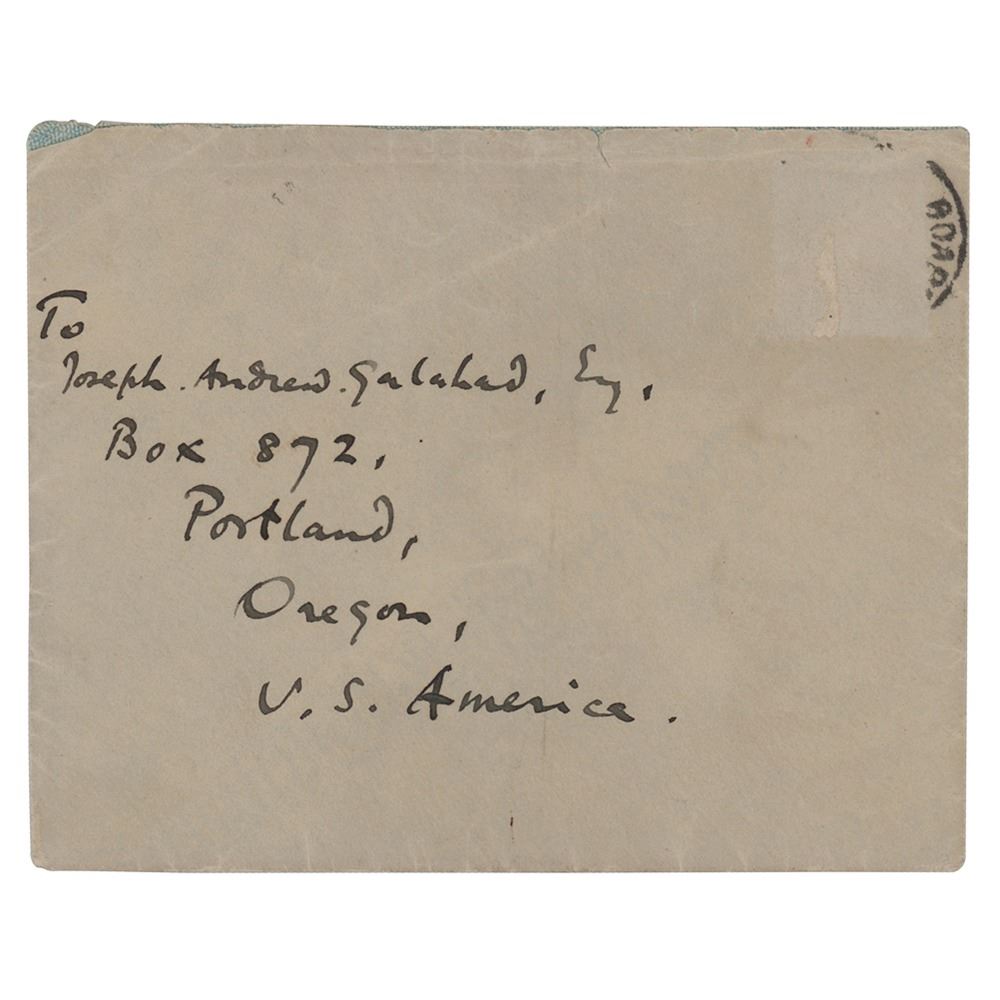 To
Joseph. Andrew. Galahad, Esq,
Box 872,
Portland,
Oregon,
U.S. America.